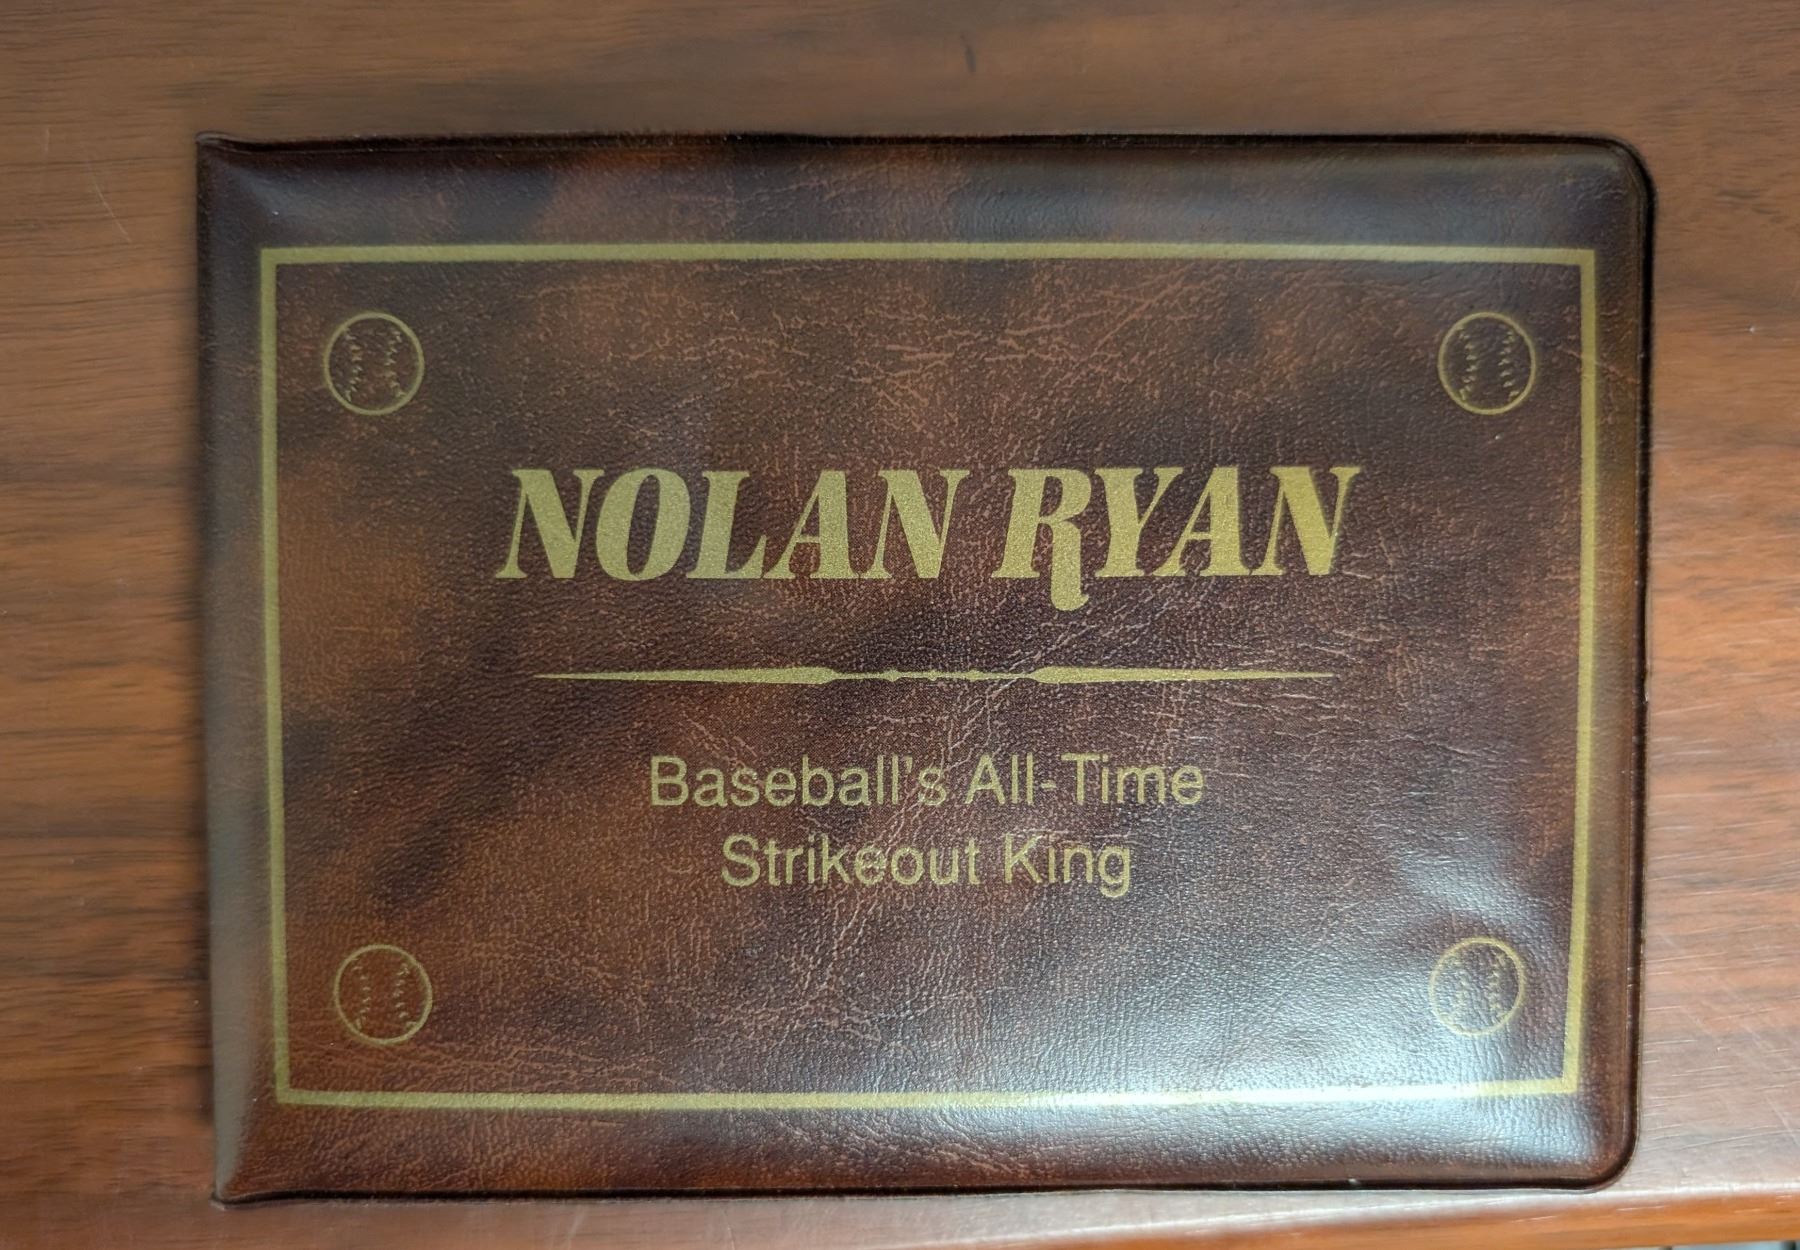 NOLAN RYAN
Baseball's All-Time
Strikeout King